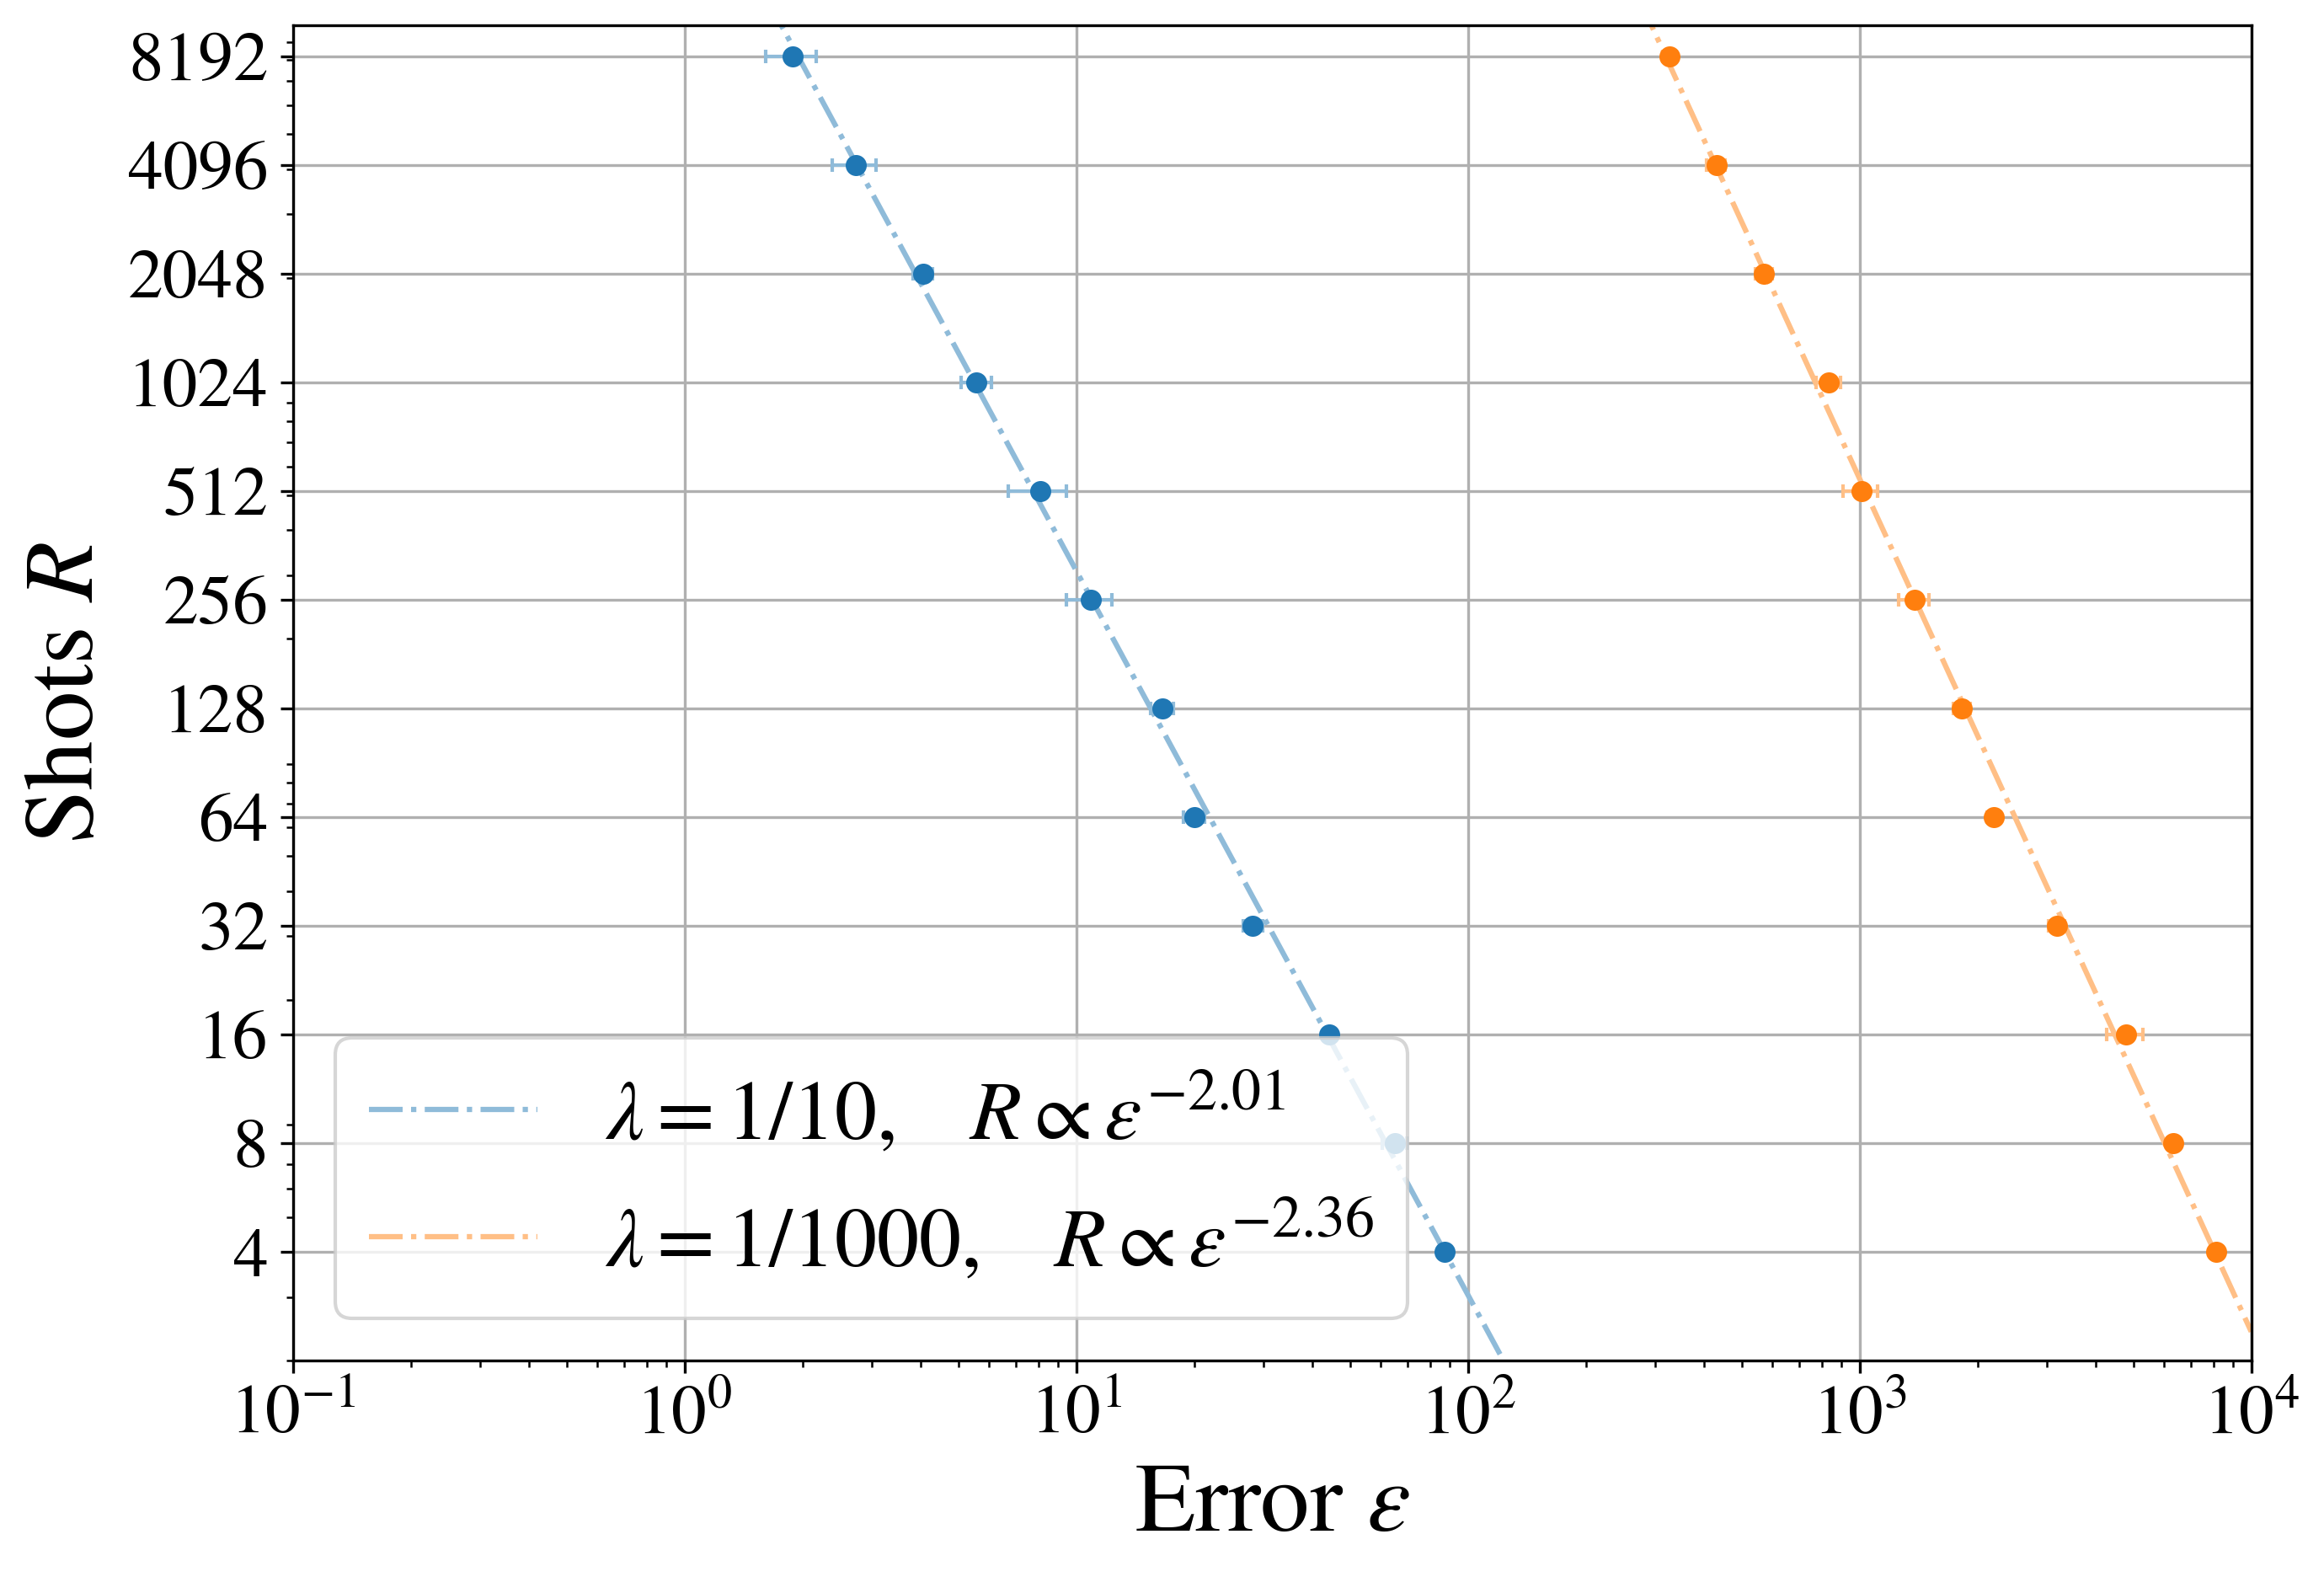 8192
4096
2048
1024
512
256
128
64
32
16
8
4
Shots R
λ = 1/10, R ∝ ε^{-2.01}
λ = 1/1000, R ∝ ε^{-2.36}
10^{-1} 10^{0} 10^{1} 10^{2} 10^{3} 10^{4}
Error ε